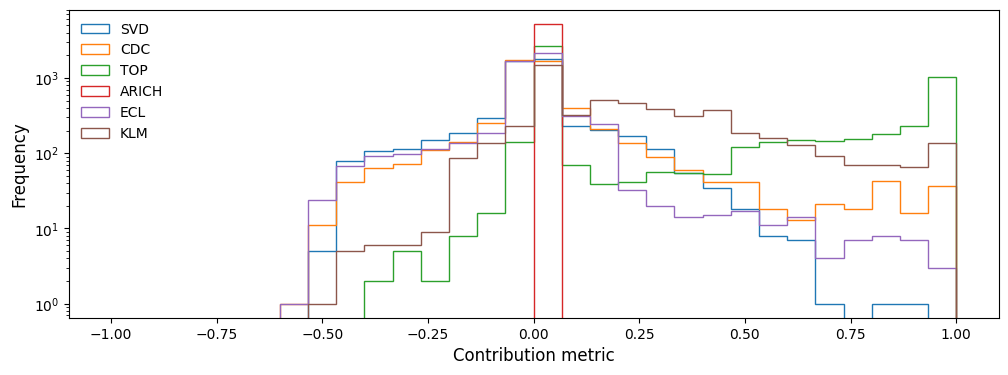 SVD
CDC
TOP
ARICH
ECL
KLM
Frequency
10³
10²
10¹
10⁰
−1.00 −0.75 −0.50 −0.25 0.00 0.25 0.50 0.75 1.00
Contribution metric